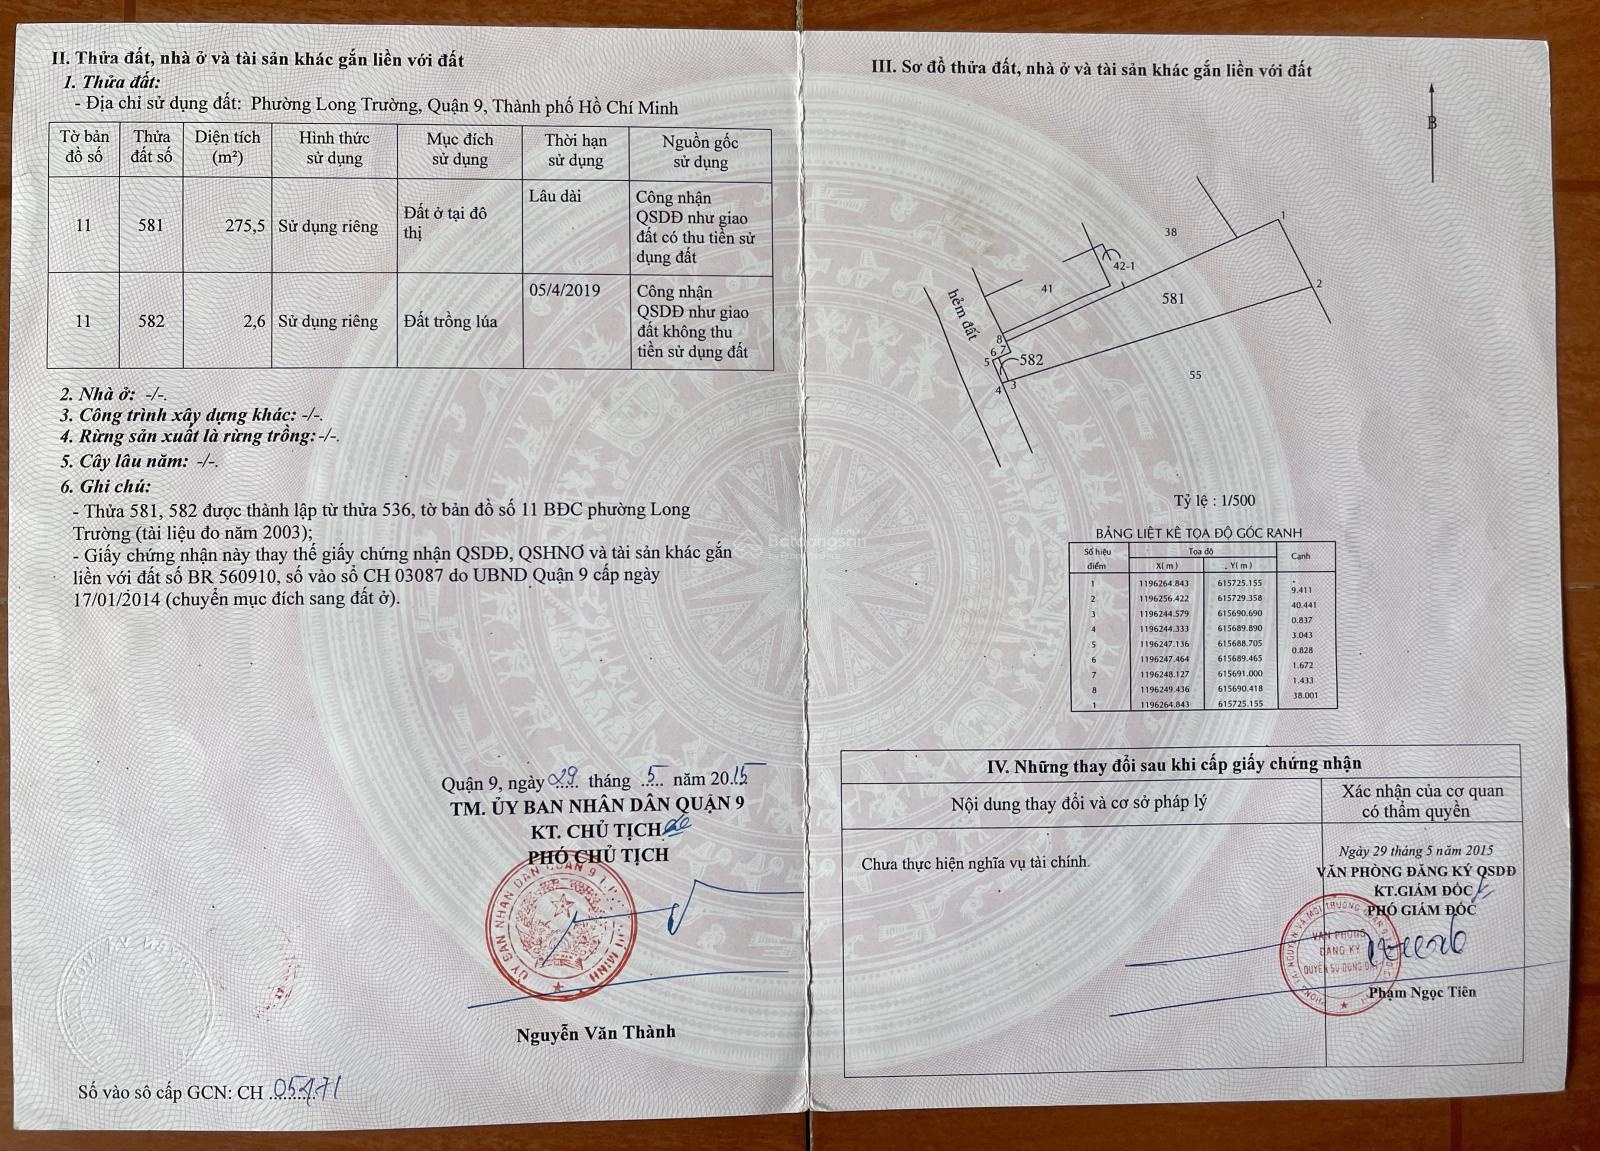 II. Thửa đất, nhà ở và tài sản khác gắn liền với đất
1. Thửa đất:
- Địa chỉ sử dụng đất: Phường Long Trường, Quận 9, Thành phố Hồ Chí Minh
Tờ bản đồ số | Thửa đất số | Diện tích (m²) | Hình thức sử dụng | Mục đích sử dụng | Thời hạn sử dụng | Nguồn gốc sử dụng
11 | 581 | 275,5 | Sử dụng riêng | Đất ở tại đô thị | Lâu dài | Công nhận QSDĐ như giao đất có thu tiền sử dụng đất
11 | 582 | 2,6 | Sử dụng riêng | Đất trồng lúa | 05/4/2019 | Công nhận QSDĐ như giao đất không thu tiền sử dụng đất
2. Nhà ở: -/-.
3. Công trình xây dựng khác: -/-.
4. Rừng sản xuất là rừng trồng: -/-.
5. Cây lâu năm: -/-.
6. Ghi chú:
- Thửa 581, 582 được thành lập từ thửa 536, tờ bản đồ số 11 BĐC phường Long
Trường (tài liệu đo năm 2003);
- Giấy chứng nhận này thay thế giấy chứng nhận QSDĐ, QSHNƠ và tài sản khác gắn
liền với đất số BR 560910, số vào sổ CH 03087 do UBND Quận 9 cấp ngày
17/01/2014 (chuyển mục đích sang đất ở).
Quận 9, ngày 29 tháng 5 năm 2015
TM. ỦY BAN NHÂN DÂN QUẬN 9
KT. CHỦ TỊCH
PHÓ CHỦ TỊCH
Nguyễn Văn Thành
Số vào sô cấp GCN: CH
III. Sơ đồ thửa đất, nhà ở và tài sản khác gắn liền với đất
B
38
1
42-1
2
41
581
hẻm đất
8
7
6
5
582
4
3
55
Tỷ lệ : 1/500
BẢNG LIỆT KÊ TỌA ĐỘ GÓC RANH
Số hiệu điểm | Tọa độ | Cạnh
X( m ) | Y( m )
1 | 1196264.843 | 615725.155
9.411
2 | 1196256.422 | 615729.358
40.441
3 | 1196244.579 | 615690.690
0.837
4 | 1196244.333 | 615689.890
3.043
5 | 1196247.136 | 615688.705
0.828
6 | 1196247.464 | 615689.465
1.672
7 | 1196248.127 | 615691.000
1.433
8 | 1196249.436 | 615690.418
38.001
1 | 1196264.843 | 615725.155
IV. Những thay đổi sau khi cấp giấy chứng nhận
Nội dung thay đổi và cơ sở pháp lý | Xác nhận của cơ quan có thẩm quyền
Chưa thực hiện nghĩa vụ tài chính.
Ngày 29 tháng 5 năm 2015
VĂN PHÒNG ĐĂNG KÝ QSDĐ
KT.GIÁM ĐỐC
PHÓ GIÁM ĐỐC
VĂN PHÒNG
ĐĂNG KÝ
QUYỀN SỬ DỤNG ĐẤT
Phạm Ngọc Tiên
Batdongsan